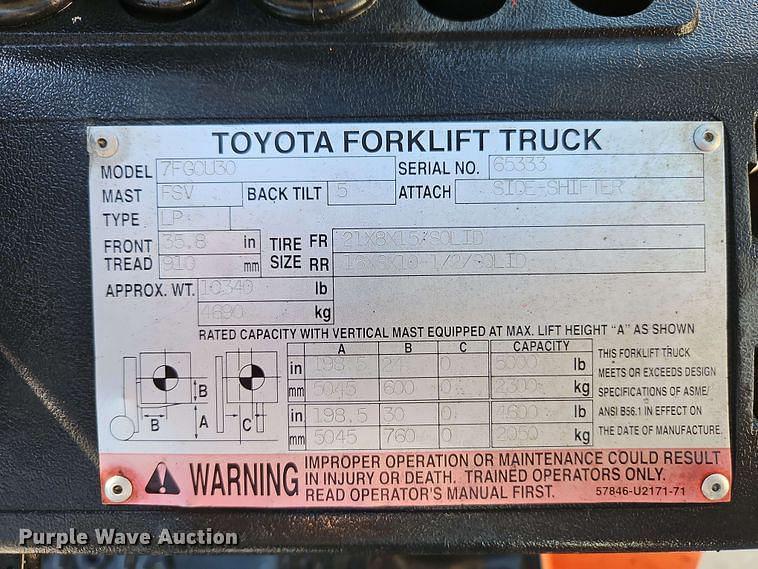 TOYOTA FORKLIFT TRUCK
MODEL 7FGCU30 SERIAL NO. 65333
MAST FSV BACK TILT 5 ATTACH SIDE-SHIFTER
TYPE LP
FRONT TREAD 35.8 in 910 mm
TIRE SIZE FR 21X8X15/SOLID
RR 16X6X10-1/2/SOLID
APPROX. WT. 10340 lb
4690 kg
RATED CAPACITY WITH VERTICAL MAST EQUIPPED AT MAX. LIFT HEIGHT "A" AS SHOWN
A B C CAPACITY
in 198.5 24 0 lb
mm 5045 600 0 2300 kg
in 198.5 30 0 4600 lb
mm 5045 760 0 2050 kg
B A B C
THIS FORKLIFT TRUCK
MEETS OR EXCEEDS DESIGN
SPECIFICATIONS OF ASME/
ANSI B56.1 IN EFFECT ON
THE DATE OF MANUFACTURE.
WARNING
IMPROPER OPERATION OR MAINTENANCE COULD RESULT
IN INJURY OR DEATH. TRAINED OPERATORS ONLY.
READ OPERATOR'S MANUAL FIRST.
57846-U2171-71
Purple Wave Auction